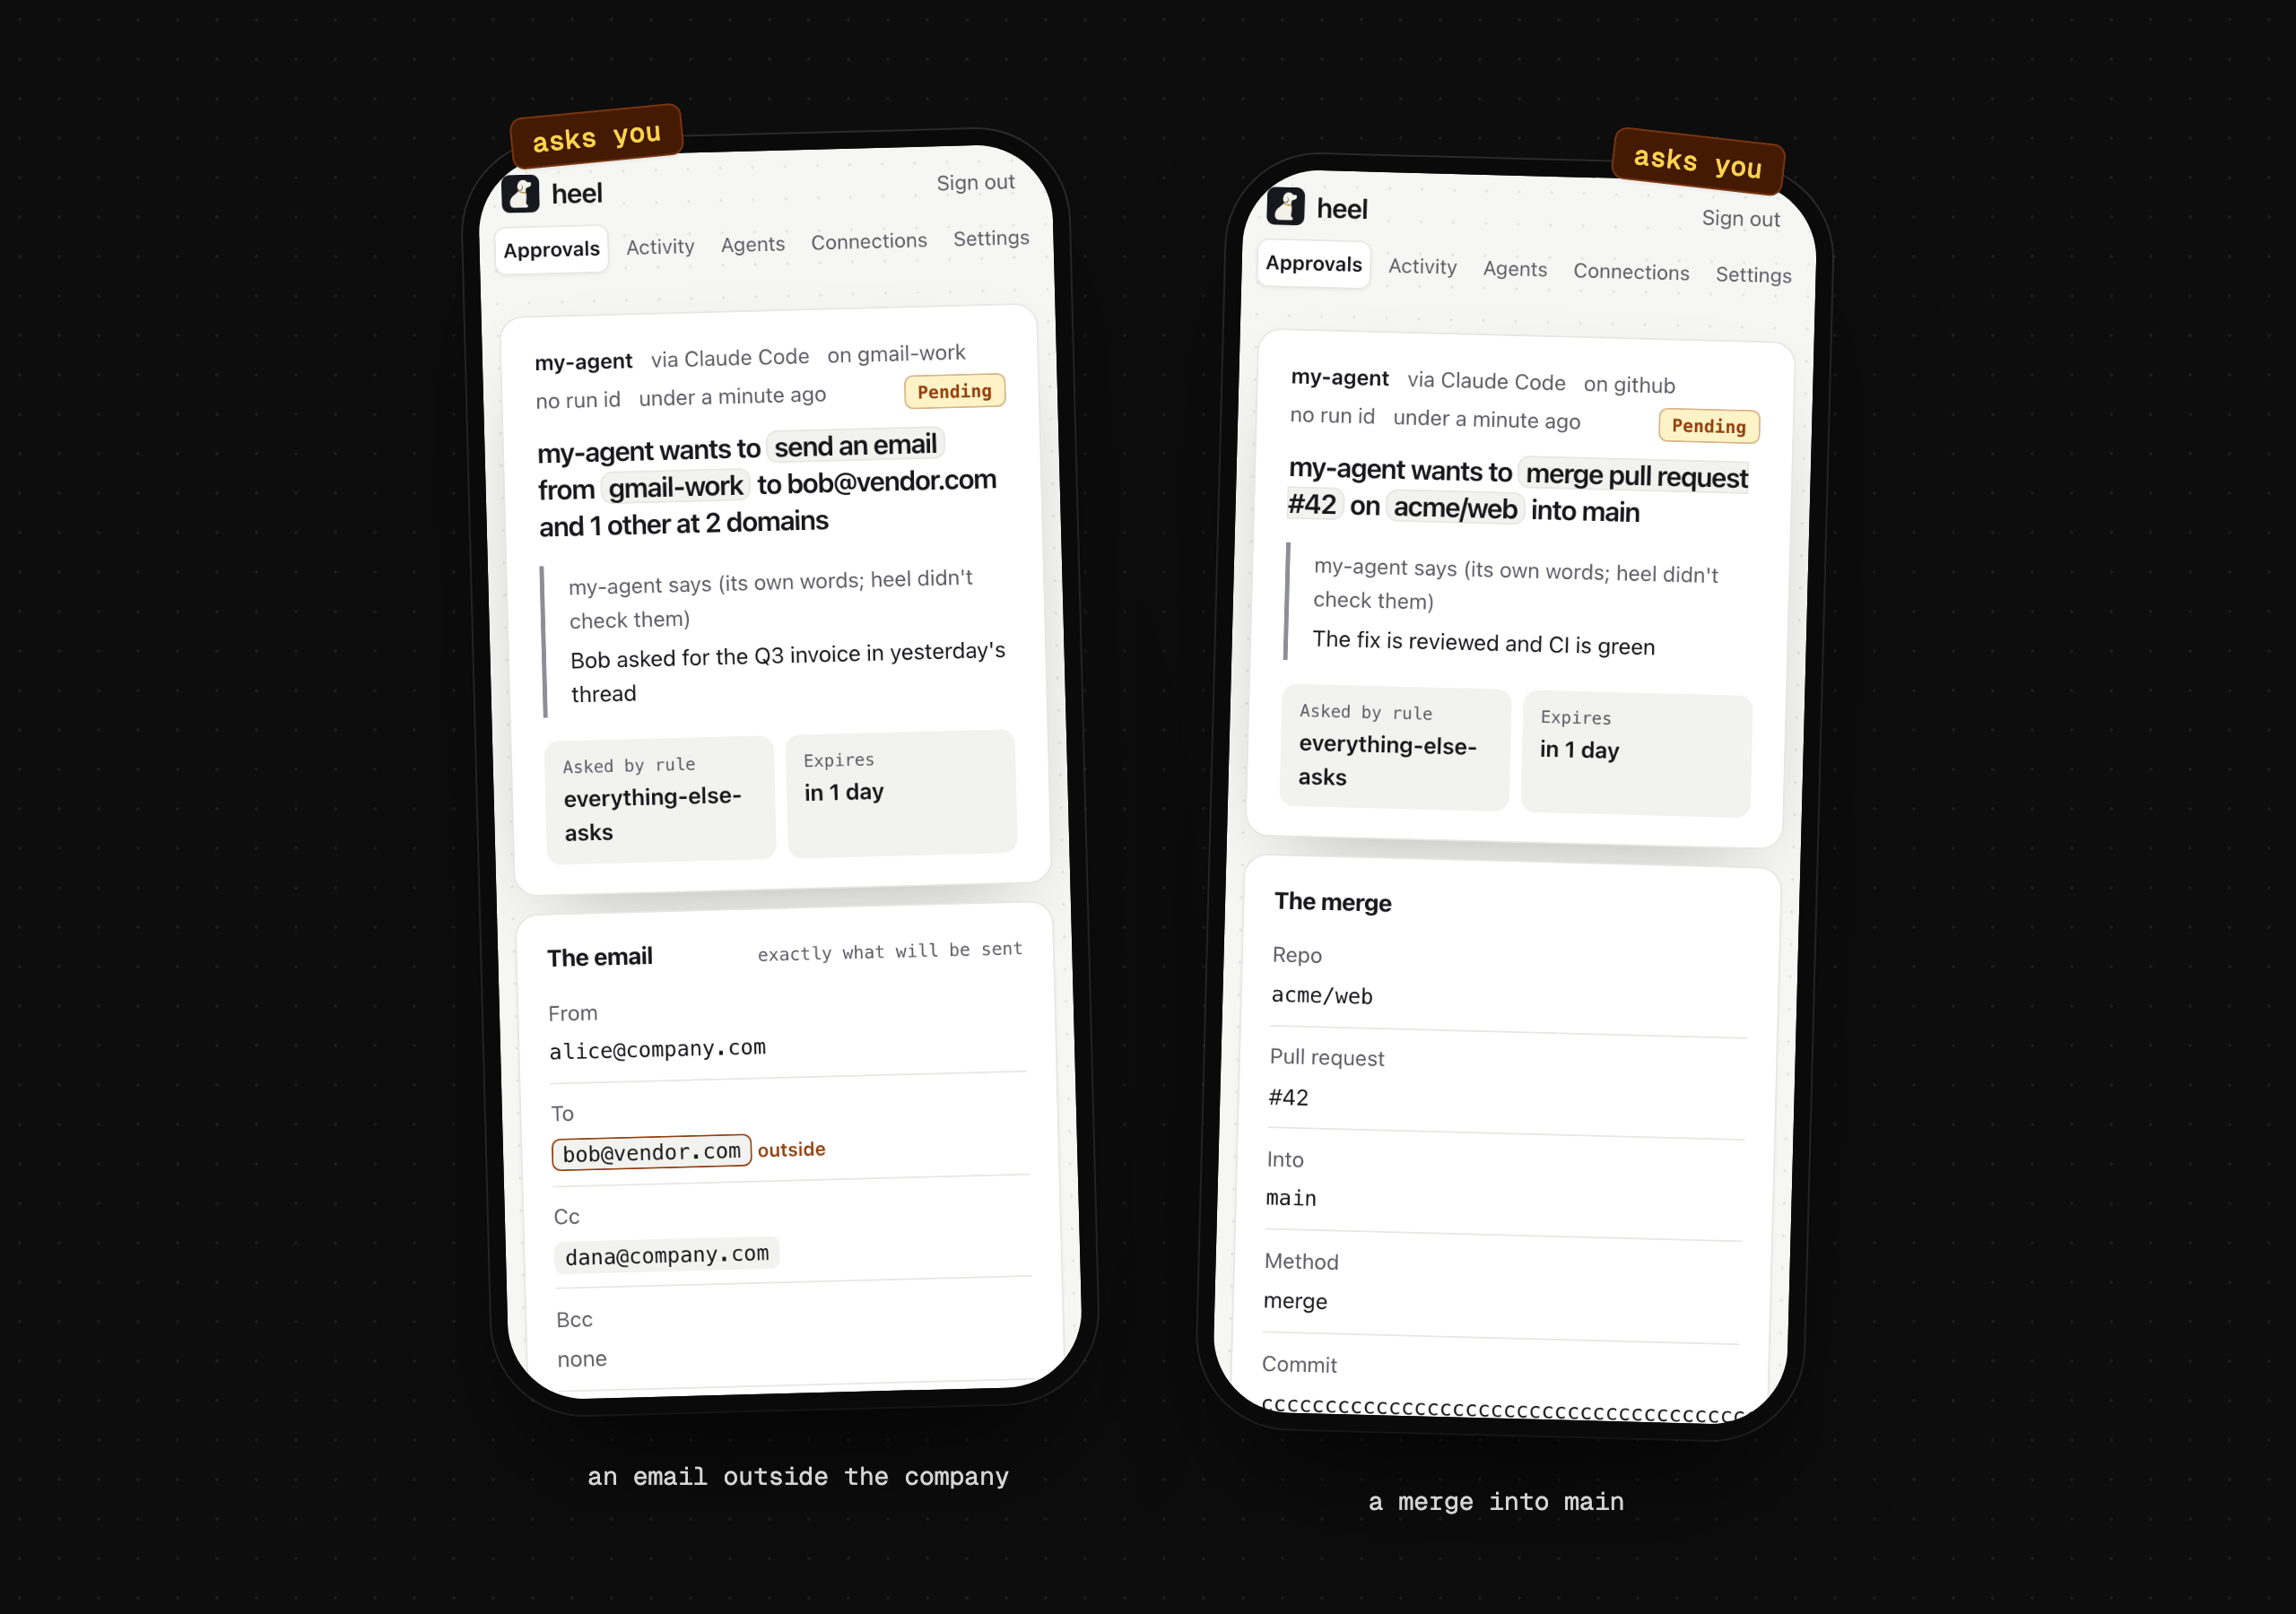 asks you
heel
Sign out
Approvals Activity Agents Connections Settings
my-agent via Claude Code on gmail-work
no run id under a minute ago Pending
my-agent wants to send an email
from gmail-work to bob@vendor.com
and 1 other at 2 domains
my-agent says (its own words; heel didn't
check them)
Bob asked for the Q3 invoice in yesterday's
thread
Asked by rule
everything-else-
asks
Expires
in 1 day
The email exactly what will be sent
From
alice@company.com
To
bob@vendor.com outside
Cc
dana@company.com
Bcc
none
an email outside the company
asks you
heel
Sign out
Approvals Activity Agents Connections Settings
my-agent via Claude Code on github
no run id under a minute ago Pending
my-agent wants to merge pull request
#42 on acme/web into main
my-agent says (its own words; heel didn't
check them)
The fix is reviewed and CI is green
Asked by rule
everything-else-
asks
Expires
in 1 day
The merge
Repo
acme/web
Pull request
#42
Into
main
Method
merge
Commit
a merge into main